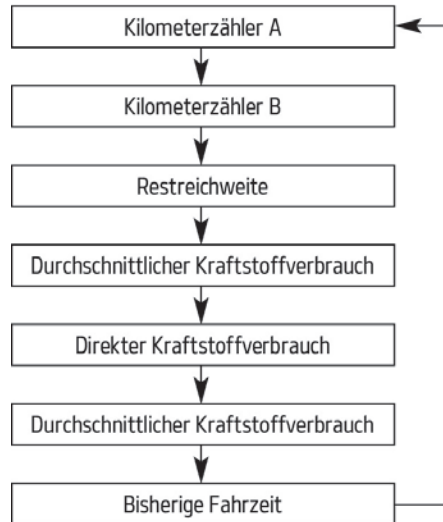 Kilometerzähler A
Kilometerzähler B
Restreichweite
Durchschnittlicher Kraftstoffverbrauch
Direkter Kraftstoffverbrauch
Durchschnittlicher Kraftstoffverbrauch
Bisherige Fahrzeit